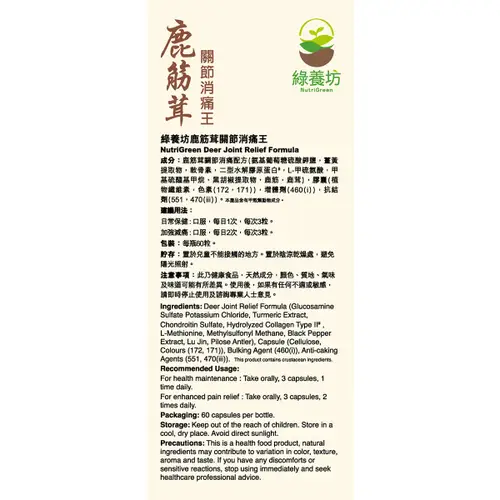 鹿筋茸
關節消痛王
綠養坊
NutriGreen
綠養坊鹿筋茸關節消痛王
NutriGreen Deer Joint Relief Formula
成分：鹿筋茸關節消痛配方(氨基葡萄糖硫酸鉀鹽，薑黃
提取物，軟骨素，二型水解膠原蛋白#，L-甲硫氨酸，甲
基硫醯基甲烷，黑胡椒提取物，鹿筋，鹿茸)，膠囊(植
物纖維素，色素(172，171))，增體劑(460(i))，抗結
劑(551，470(iii))。本產品含有甲殼類動物成分。
建議用法：
日常保健：口服，每日1次，每次3粒。
加強減痛：口服，每日2次，每次3粒。
包裝：每瓶60粒。
貯存：置於兒童不能接觸的地方。置於陰涼乾燥處，避免
陽光照射。
注意事項：此乃健康食品，天然成分，顏色、質地、氣味
及味道可能有所差異。使用後，如果有任何不適或敏感，
請即時停止使用及諮詢專業人士意見。
Ingredients: Deer Joint Relief Formula (Glucosamine
Sulfate Potassium Chloride, Turmeric Extract,
Chondroitin Sulfate, Hydrolyzed Collagen Type II#,
L-Methionine, Methylsulfonyl Methane, Black Pepper
Extract, Lu Jin, Pilose Antler), Capsule (Cellulose,
Colours (172, 171)), Bulking Agent (460(i)), Anti-caking
Agents (551, 470(iii)). This product contains crustacean ingredients.
Recommended Usage:
For health maintenance : Take orally, 3 capsules, 1
time daily.
For enhanced pain relief : Take orally, 3 capsules, 2
times daily.
Packaging: 60 capsules per bottle.
Storage: Keep out of the reach of children. Store in a
cool, dry place. Avoid direct sunlight.
Precautions: This is a health food product, natural
ingredients may contribute to variation in color, texture,
aroma and taste. If you have any discomforts or
sensitive reactions, stop using immediately and seek
healthcare professional advice.